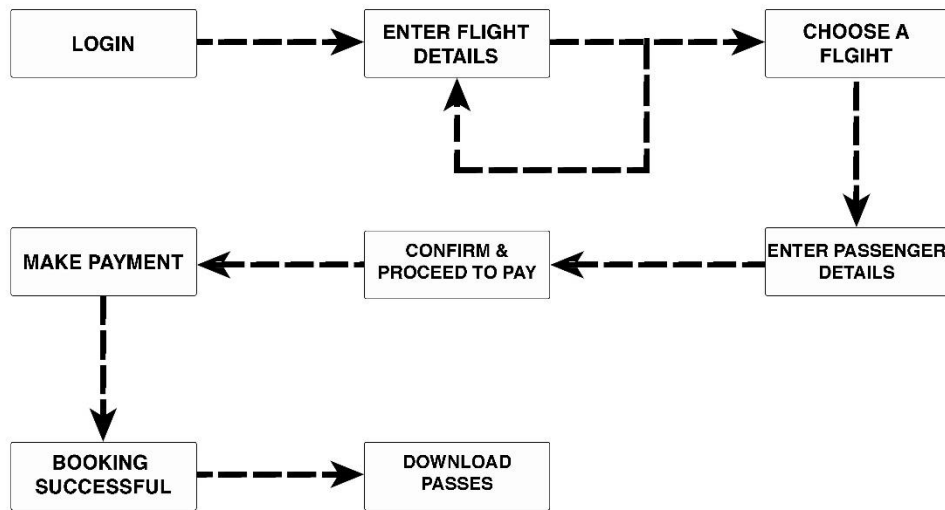 LOGIN
ENTER FLIGHT
DETAILS
CHOOSE A
FLGIHT
MAKE PAYMENT
CONFIRM &
PROCEED TO PAY
ENTER PASSENGER
DETAILS
BOOKING
SUCCESSFUL
DOWNLOAD
PASSES